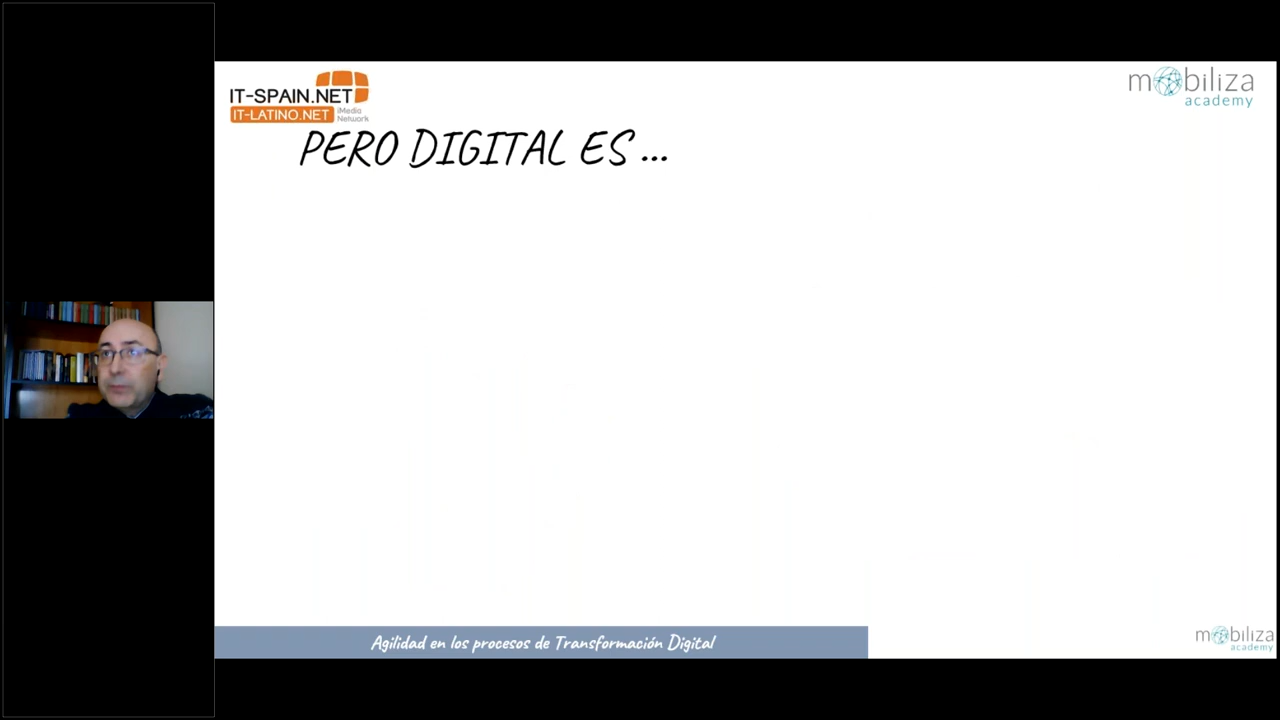 IT-SPAIN.NET
IT-LATINO.NET iMedia Network
mobiliza academy
PERO DIGITAL ES ...
Agilidad en los procesos de Transformación Digital
mobiliza academy